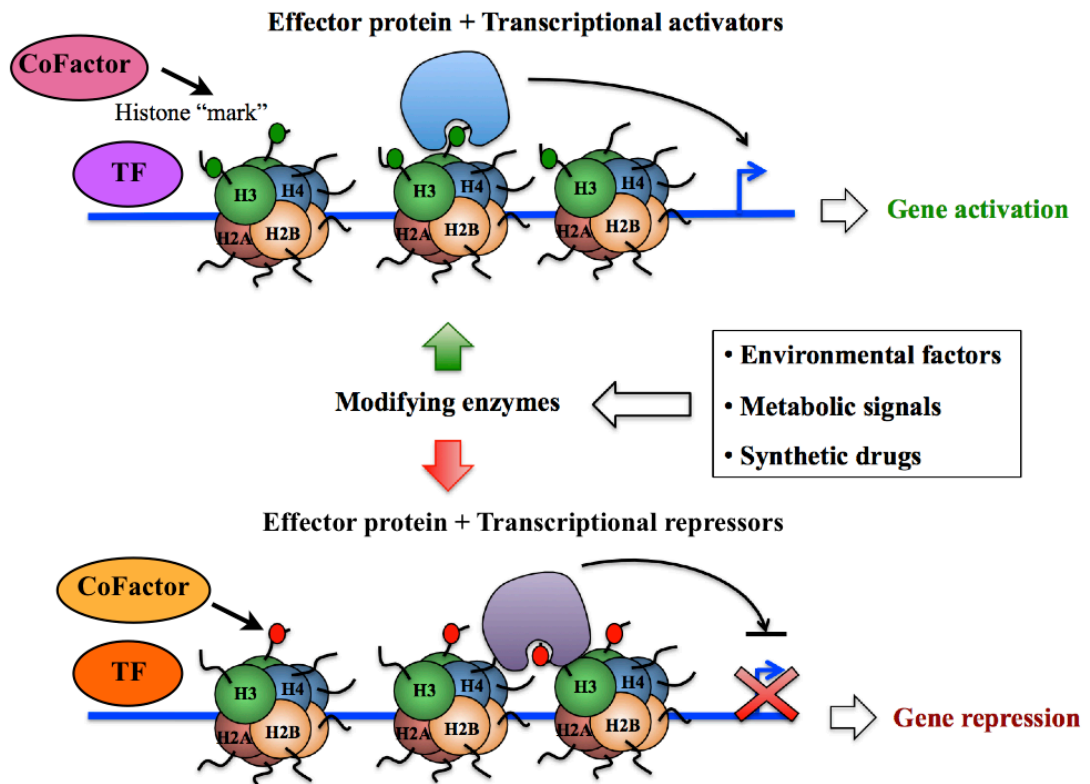 Effector protein + Transcriptional activators
CoFactor
Histone “mark”
TF
H3
H4
H2A
H2B
H3
H4
H2A
H2B
H3
H4
H2A
H2B
Gene activation
Modifying enzymes
• Environmental factors
• Metabolic signals
• Synthetic drugs
Effector protein + Transcriptional repressors
CoFactor
TF
H3
H4
H2A
H2B
H3
H4
H2A
H2B
H3
H4
H2A
H2B
Gene repression